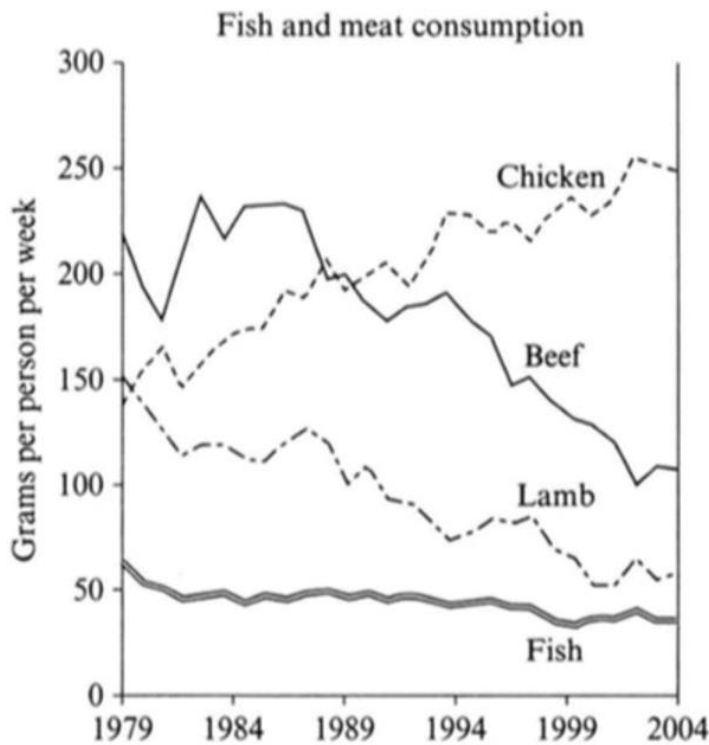 Fish and meat consumption
Grams per person per week
300
250
200
150
100
50
0
Chicken
Beef
Lamb
Fish
1979 1984 1989 1994 1999 2004